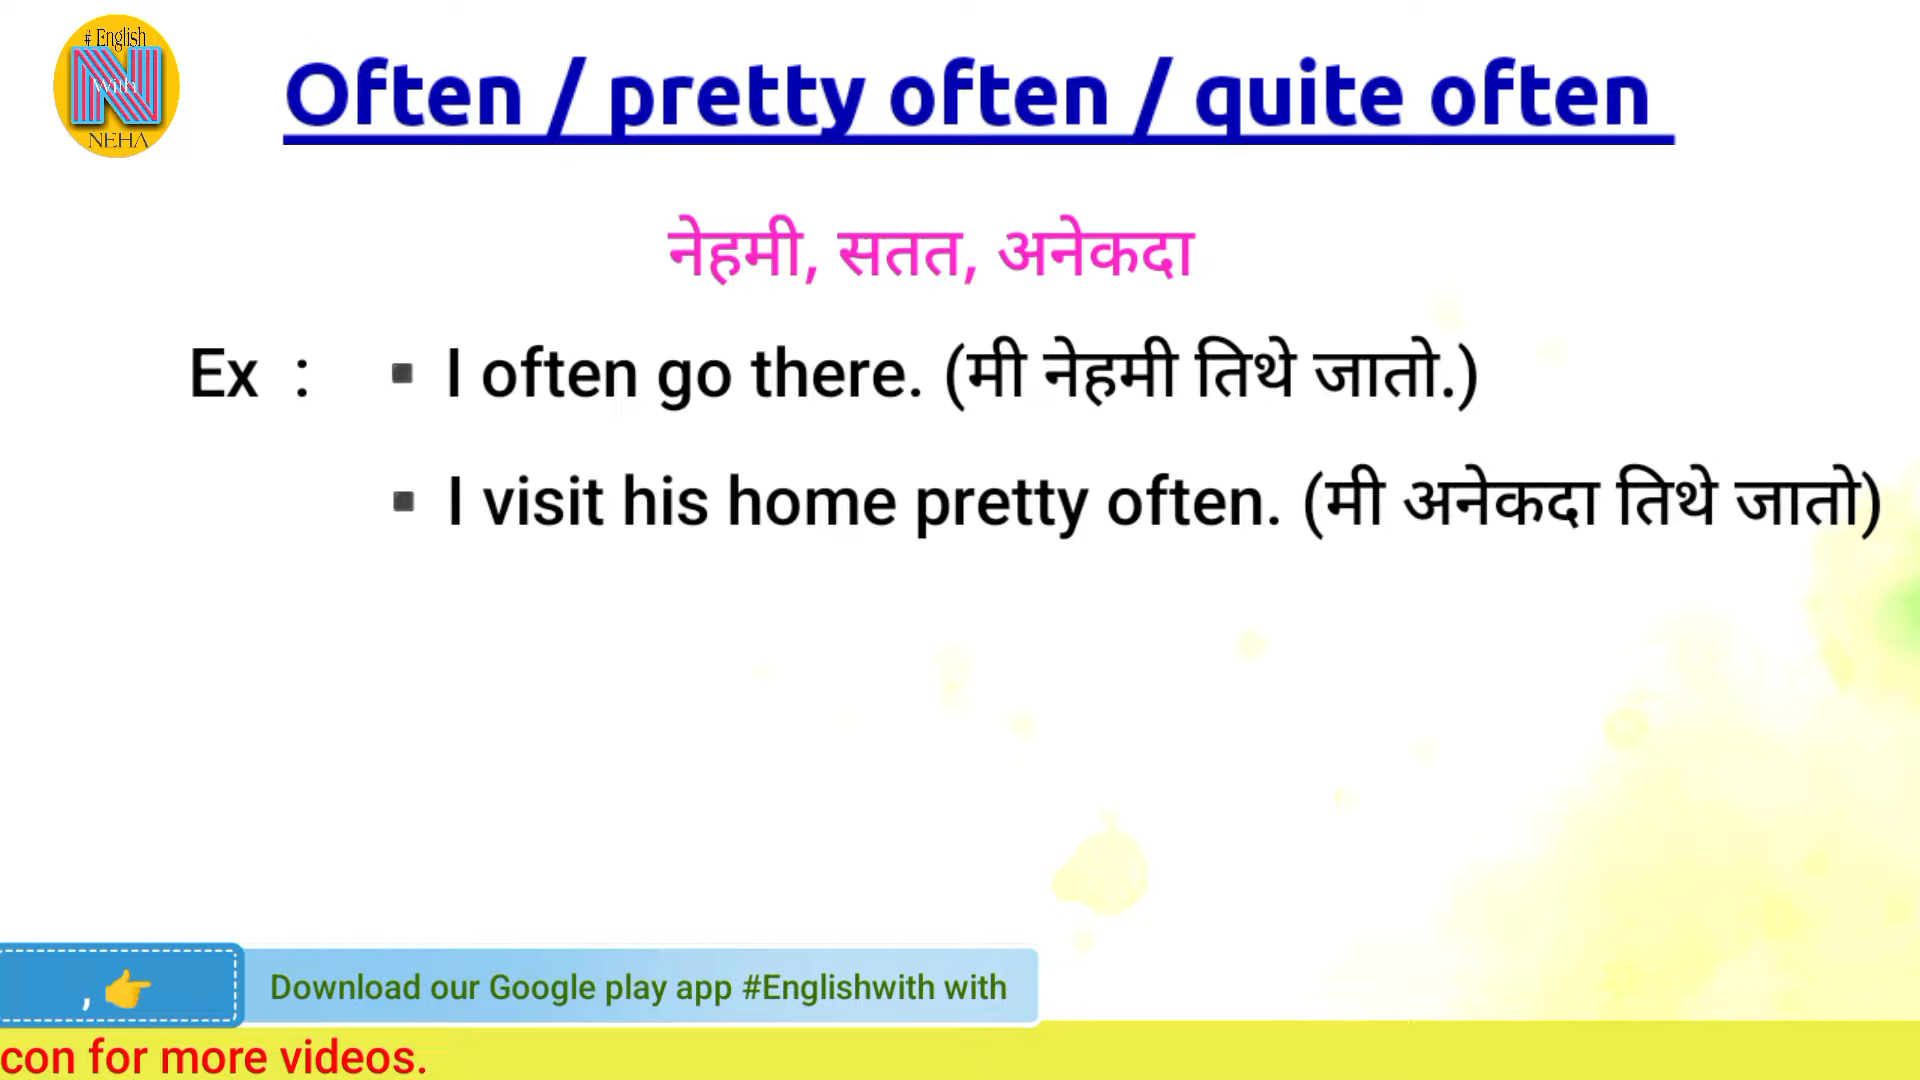 # English
With
NEHA
Often / pretty often / quite often
नेहमी, सतत, अनेकदा
Ex : ▪ I often go there. (मी नेहमी तिथे जातो.)
▪ I visit his home pretty often. (मी अनेकदा तिथे जातो)
, 👉 Download our Google play app #Englishwith with
con for more videos.